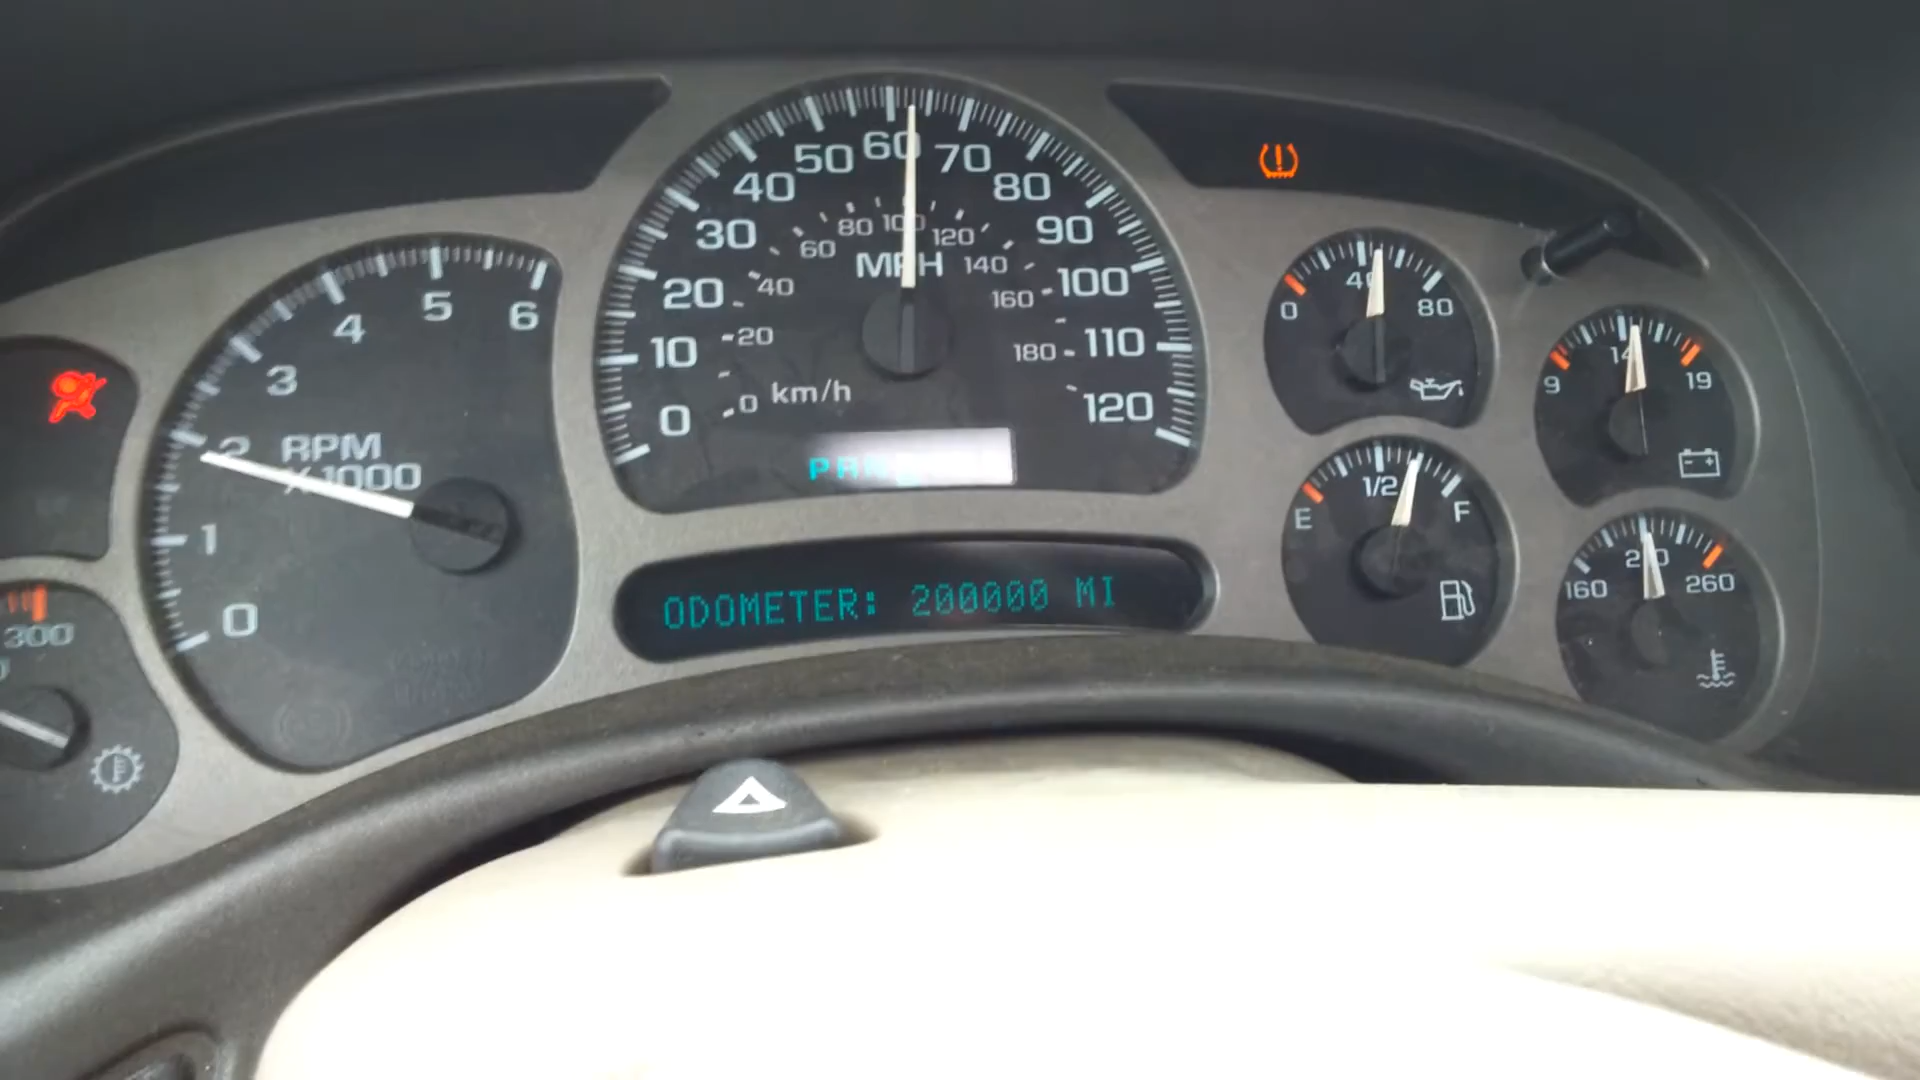 0 1 2 3 4 5 6
RPM
X 1000
0 10 20 30 40 50 60 70 80 90 100 110 120
MPH
0 20 40 60 80 100 120 140 160 180
km/h
ODOMETER: 200000 MI
0 40 80
9 14 19
E 1/2 F
160 210 260
300